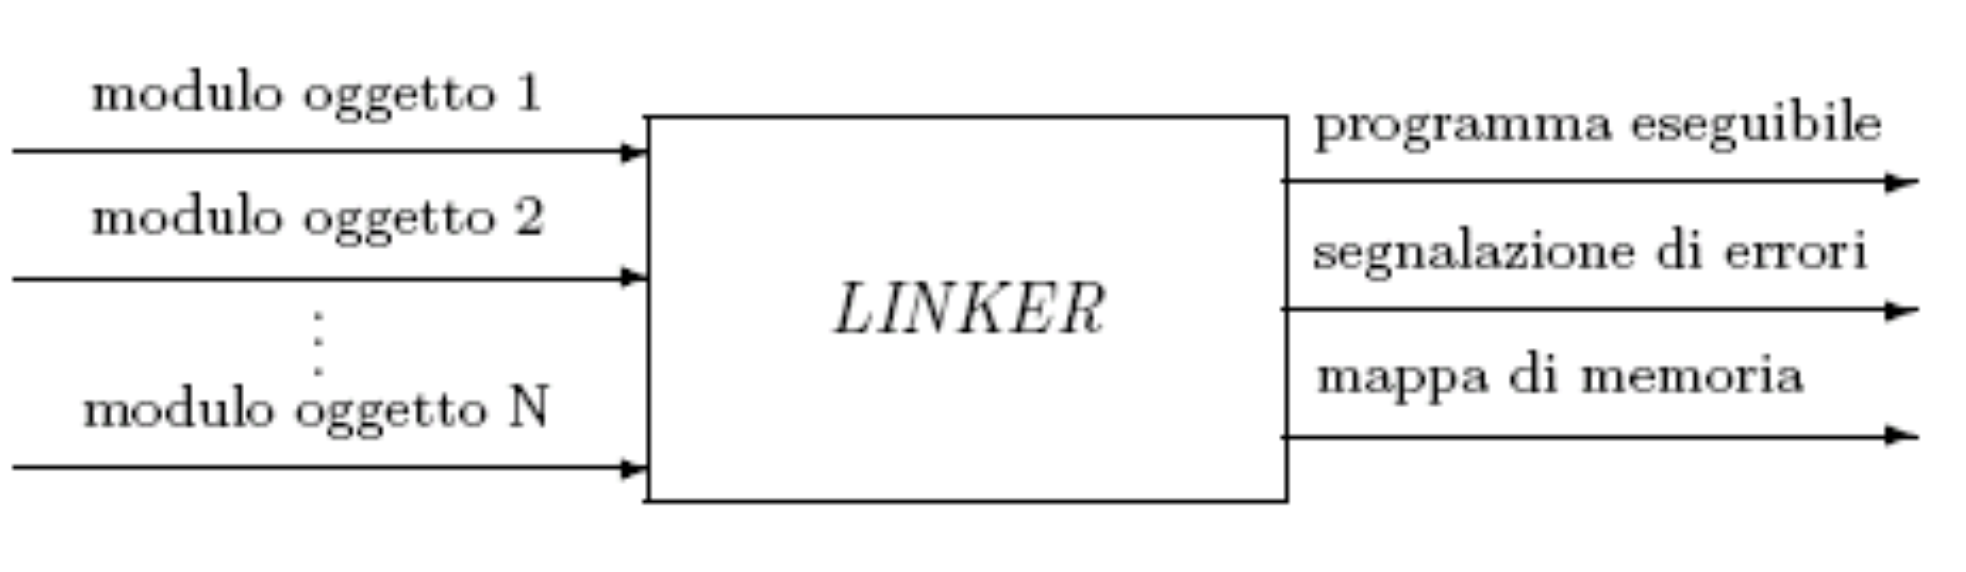 modulo oggetto 1
modulo oggetto 2
⋮
modulo oggetto N
LINKER
programma eseguibile
segnalazione di errori
mappa di memoria